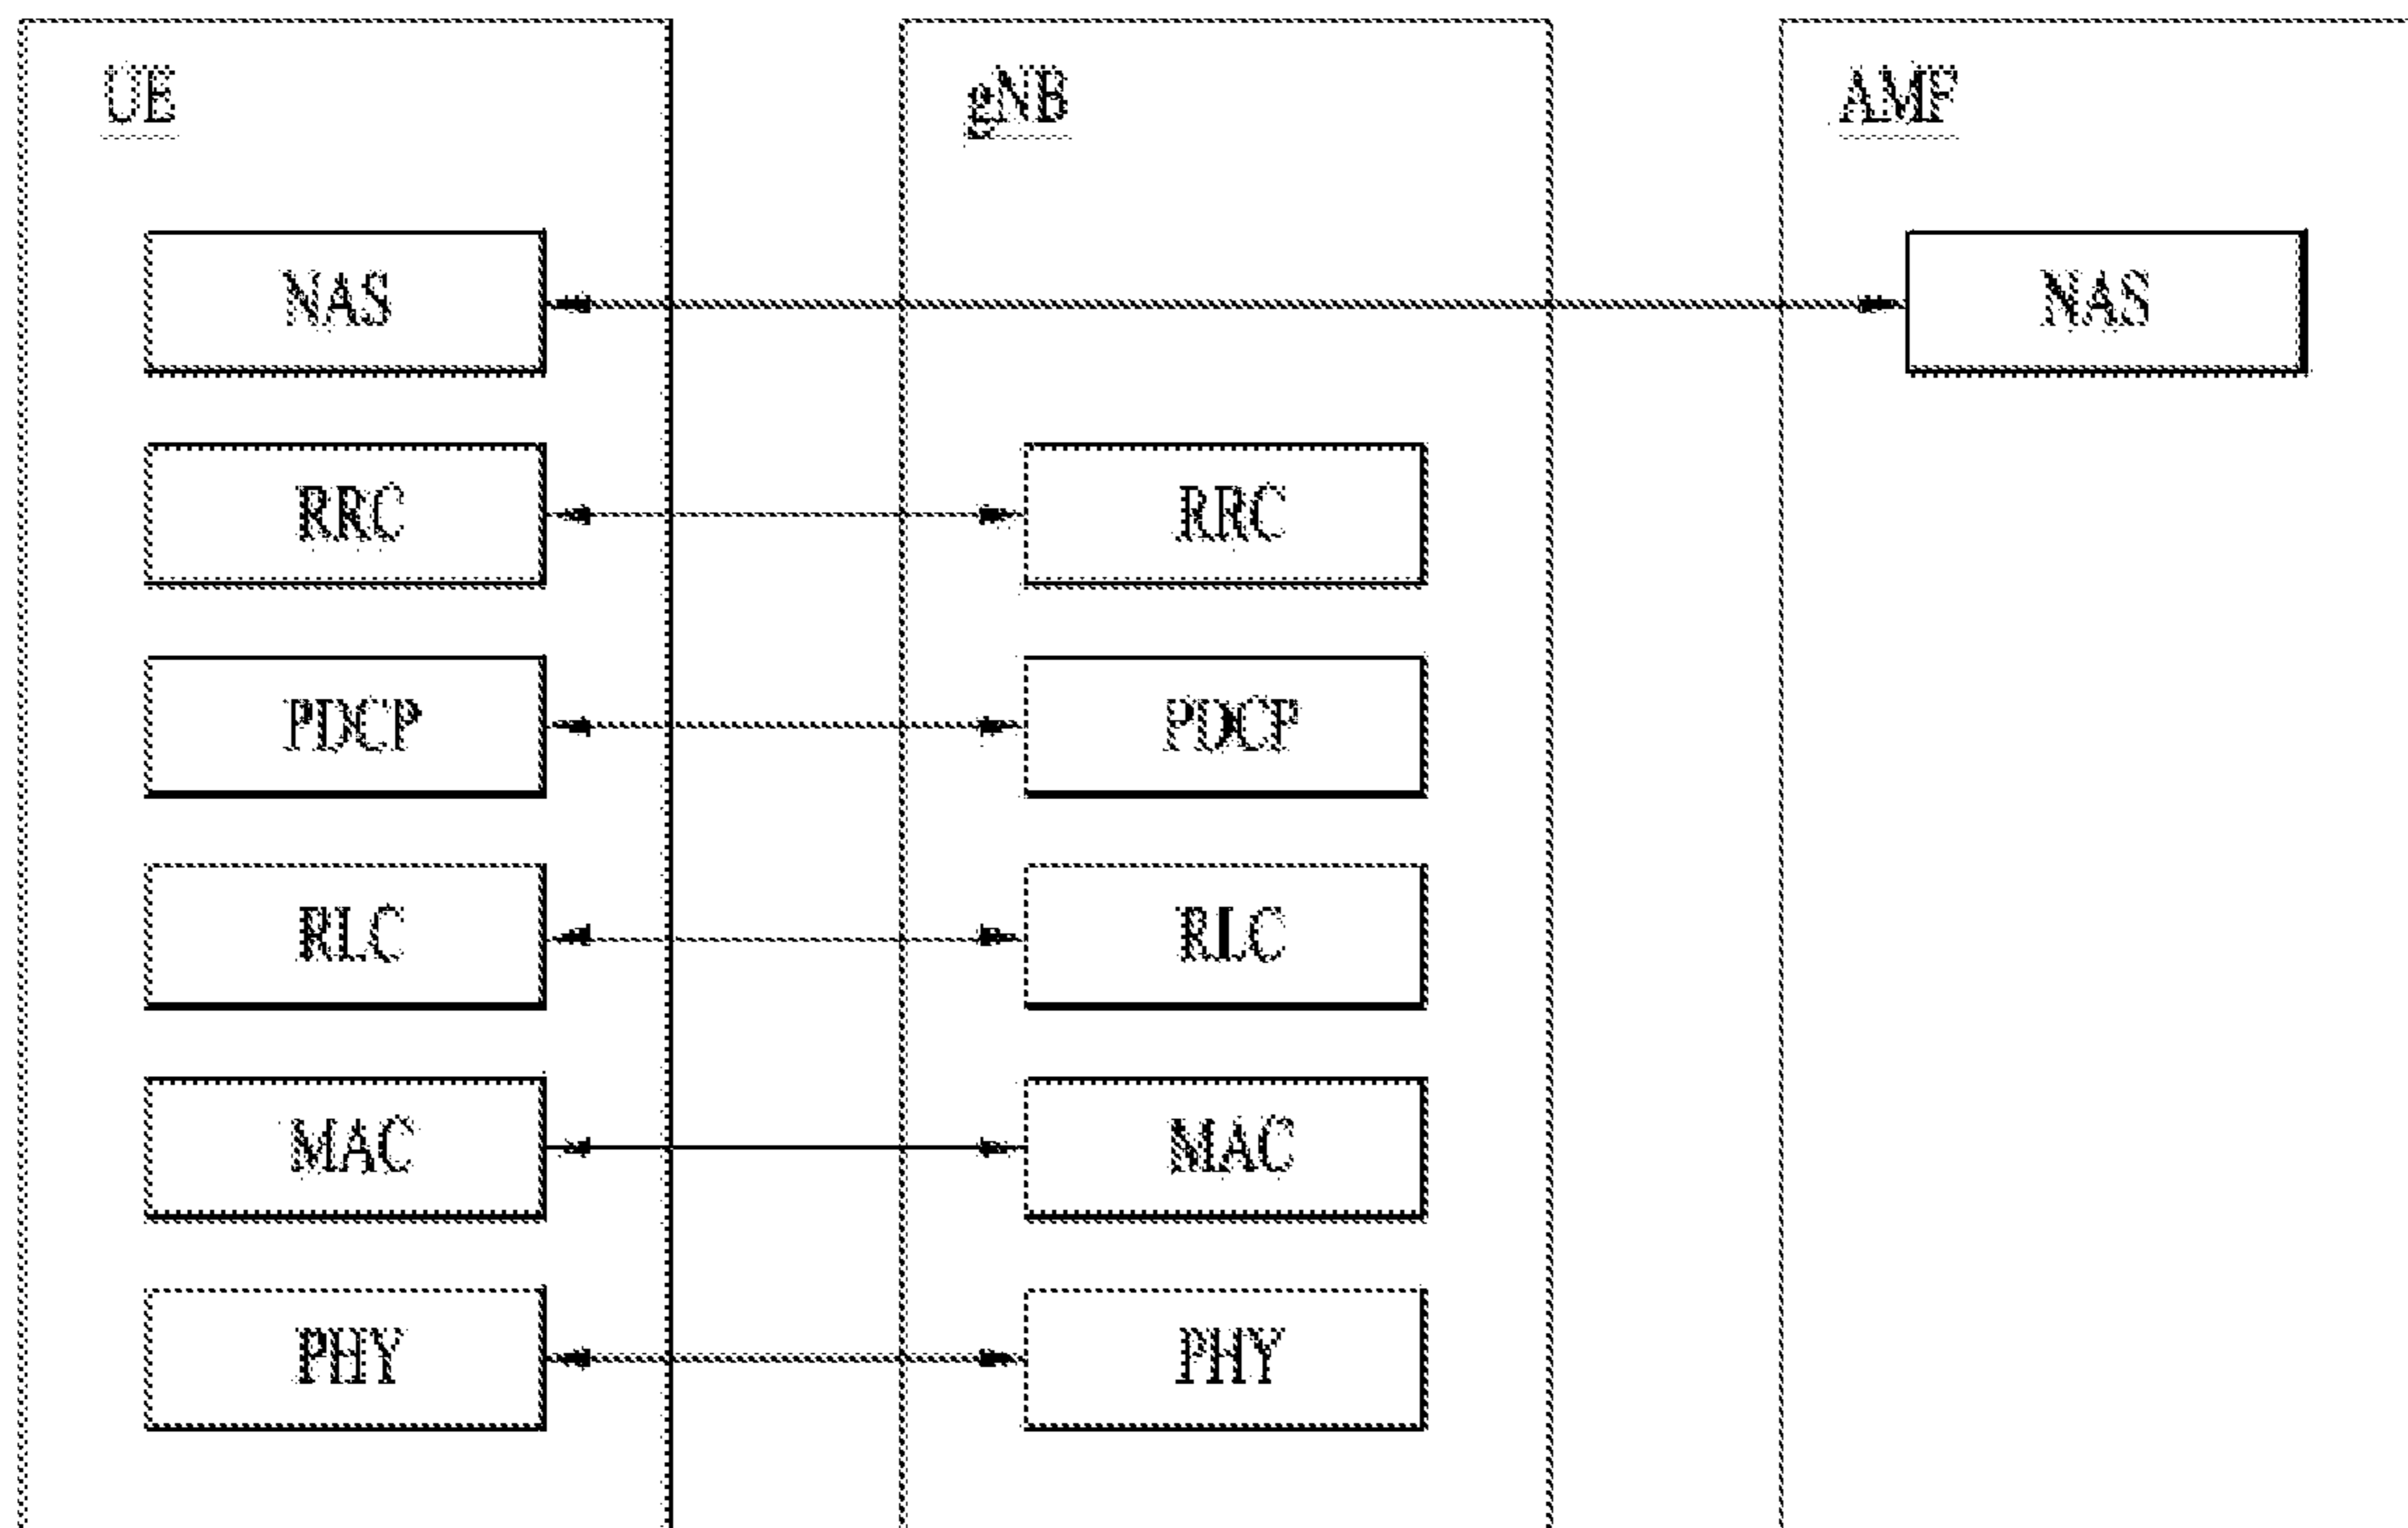 UE gNB AMF
NAS NAS
RRC RRC
PDCP PDCP
RLC RLC
MAC MAC
PHY PHY